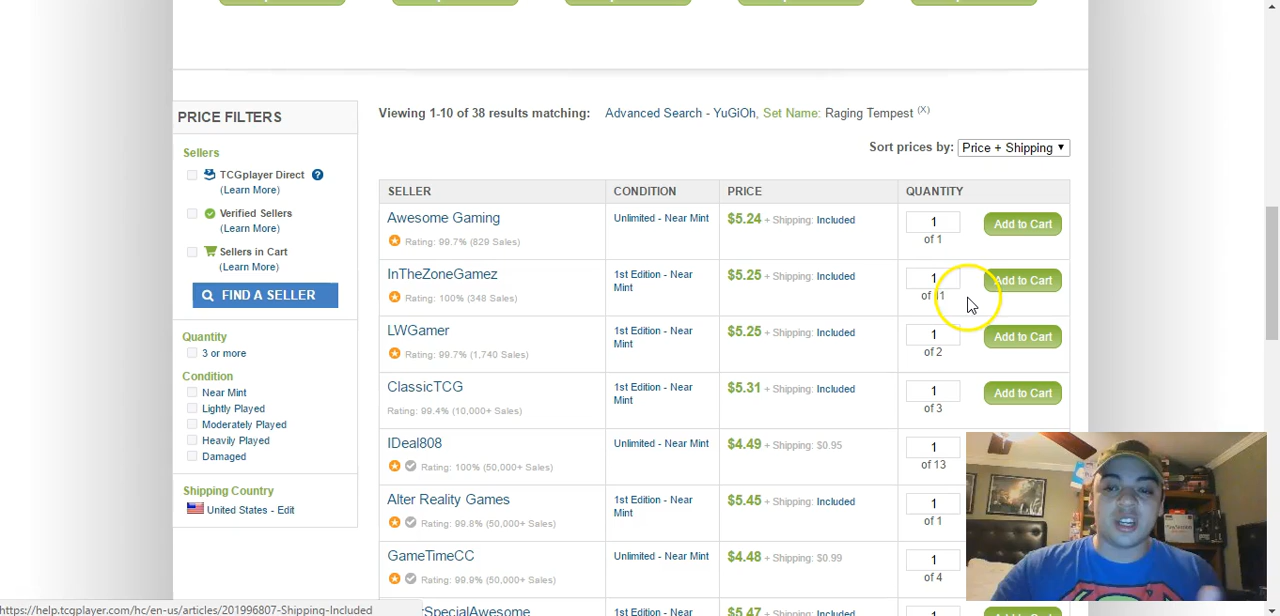 PRICE FILTERS
Sellers
TCGplayer Direct ?
(Learn More)
Verified Sellers
(Learn More)
Sellers in Cart
(Learn More)
FIND A SELLER
Quantity
3 or more
Condition
Near Mint
Lightly Played
Moderately Played
Heavily Played
Damaged
Shipping Country
United States - Edit
Viewing 1-10 of 38 results matching: Advanced Search - YuGiOh, Set Name: Raging Tempest (X)
Sort prices by: Price + Shipping
SELLER CONDITION PRICE QUANTITY
Awesome Gaming Unlimited - Near Mint $5.24 + Shipping: Included 1 Add to Cart
Rating: 99.7% (829 Sales) of 1
InTheZoneGamez 1st Edition - Near $5.25 + Shipping: Included 1 Add to Cart
Mint
Rating: 100% (348 Sales) of 11
LWGamer 1st Edition - Near $5.25 + Shipping: Included 1 Add to Cart
Mint
Rating: 99.7% (1,740 Sales) of 2
ClassicTCG 1st Edition - Near $5.31 + Shipping: Included 1 Add to Cart
Mint
Rating: 99.4% (10,000+ Sales) of 3
IDeal808 Unlimited - Near Mint $4.49 + Shipping: $0.95 1
Rating: 100% (50,000+ Sales) of 13
Alter Reality Games 1st Edition - Near $5.45 + Shipping: Included 1
Mint
Rating: 99.8% (50,000+ Sales) of 1
GameTimeCC Unlimited - Near Mint $4.48 + Shipping: $0.99 1
Rating: 99.9% (50,000+ Sales) of 4
1st Edition - Near $5.47 + Shipping: Included
https://help.tcgplayer.com/hc/en-us/articles/201996807-Shipping-Included